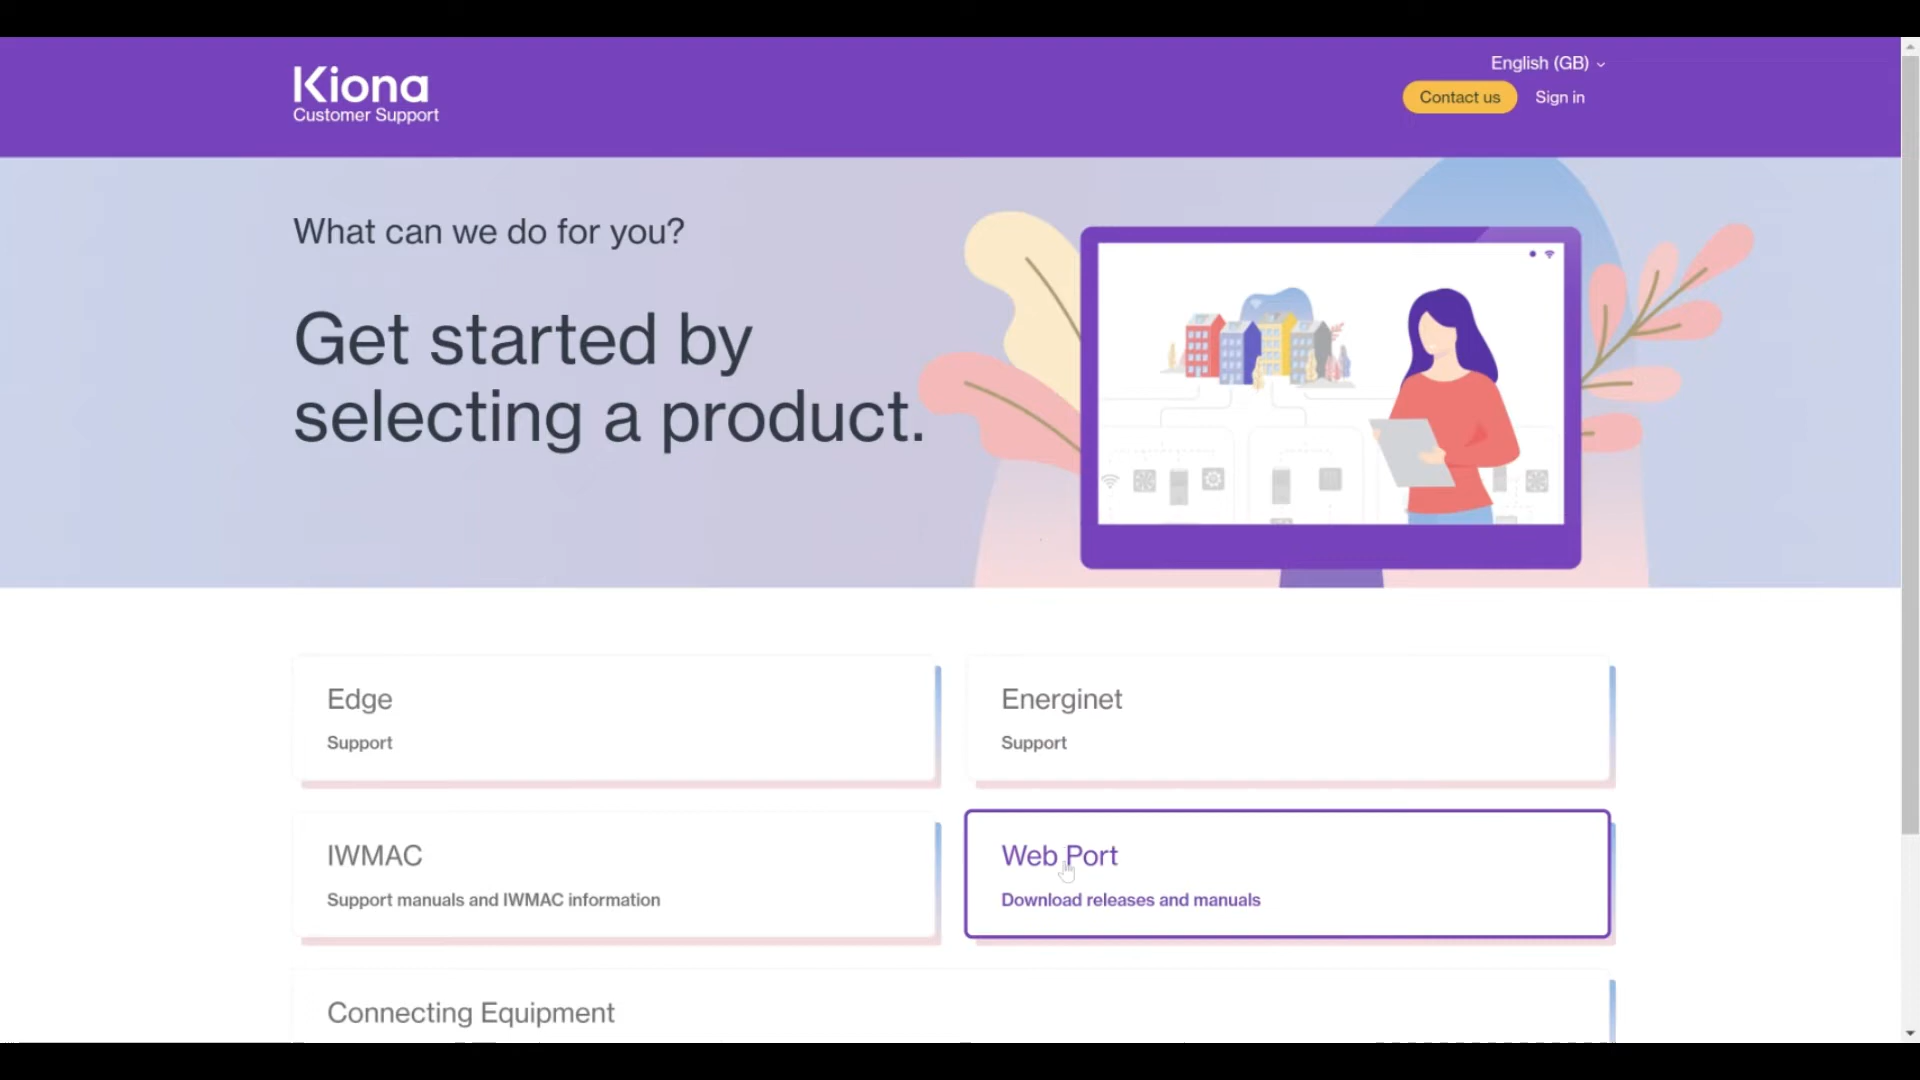 Kiona
Customer Support
English (GB)
Contact us
Sign in
What can we do for you?
Get started by
selecting a product.
Edge
Support
Energinet
Support
IWMAC
Support manuals and IWMAC information
Web Port
Download releases and manuals
Connecting Equipment